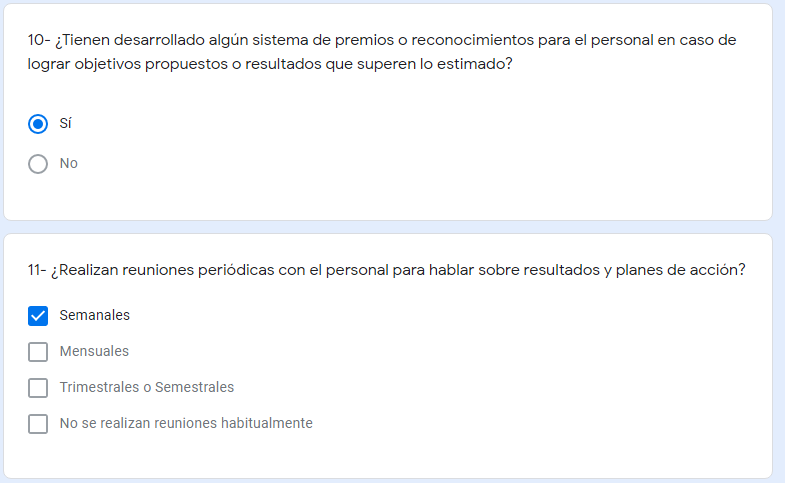 10- ¿Tienen desarrollado algún sistema de premios o reconocimientos para el personal en caso de
lograr objetivos propuestos o resultados que superen lo estimado?
Sí
No
11- ¿Realizan reuniones periódicas con el personal para hablar sobre resultados y planes de acción?
Semanales
Mensuales
Trimestrales o Semestrales
No se realizan reuniones habitualmente